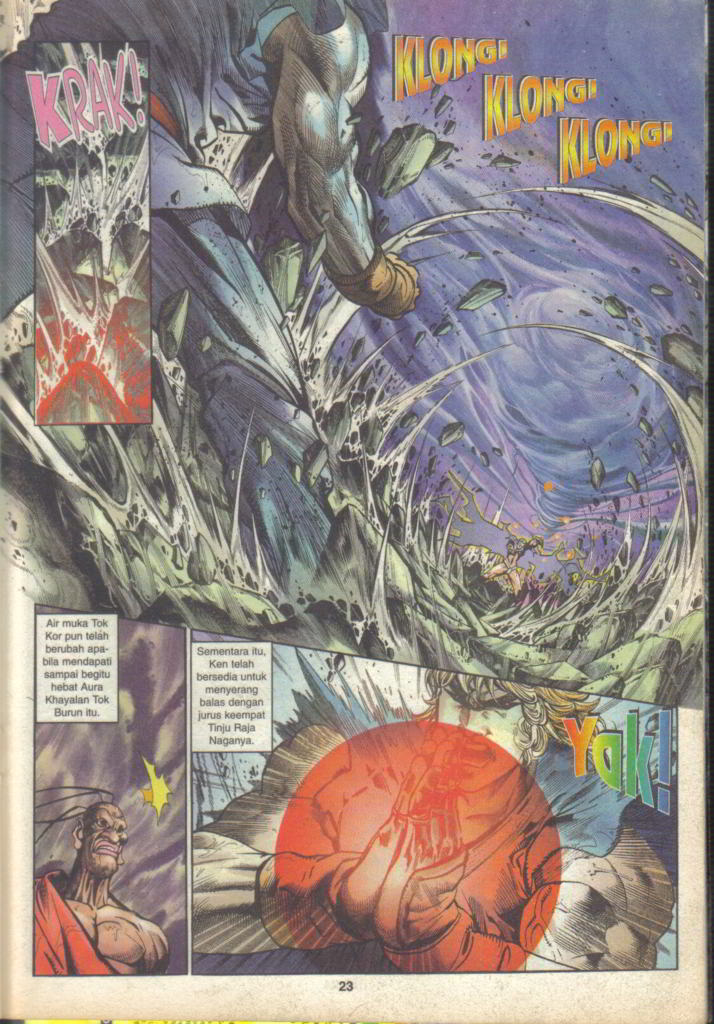 KRAK!
KLONG!
KLONG!
KLONG!
Air muka Tok
Kor pun telah
berubah apa-
bila mendapati
sampai begitu
hebat Aura
Khayalan Tok
Burun itu.
Sementara itu,
Ken telah
bersedia untuk
menyerang
balas dengan
jurus keempat
Tinju Raja
Naganya.
Yak!
23